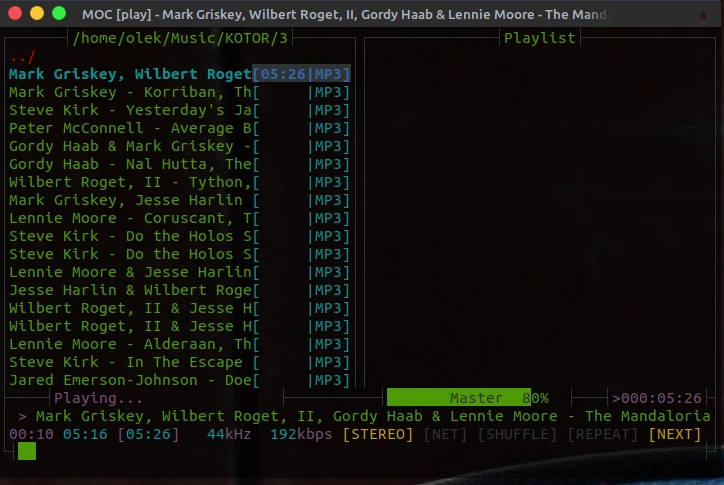 MOC [play] - Mark Griskey, Wilbert Roget, II, Gordy Haab & Lennie Moore - The Manda
/home/olek/Music/KOTOR/3
Playlist
../
Mark Griskey, Wilbert Roget[05:26|MP3]
Mark Griskey - Korriban, Th[ |MP3]
Steve Kirk - Yesterday's Ja[ |MP3]
Peter McConnell - Average B[ |MP3]
Gordy Haab & Mark Griskey -[ |MP3]
Gordy Haab - Nal Hutta, The[ |MP3]
Wilbert Roget, II - Tython,[ |MP3]
Mark Griskey, Jesse Harlin [ |MP3]
Lennie Moore - Coruscant, T[ |MP3]
Steve Kirk - Do the Holos S[ |MP3]
Steve Kirk - Do the Holos S[ |MP3]
Lennie Moore & Jesse Harlin[ |MP3]
Jesse Harlin & Wilbert Roge[ |MP3]
Wilbert Roget, II & Jesse H[ |MP3]
Wilbert Roget, II & Jesse H[ |MP3]
Lennie Moore - Alderaan, Th[ |MP3]
Steve Kirk - In The Escape [ |MP3]
Jared Emerson-Johnson - Doe[ |MP3]
Playing... Master 80% >000:05:26
> Mark Griskey, Wilbert Roget, II, Gordy Haab & Lennie Moore - The Mandaloria
00:10 05:16 [05:26] 44kHz 192kbps [STEREO] [NET] [SHUFFLE] [REPEAT] [NEXT]